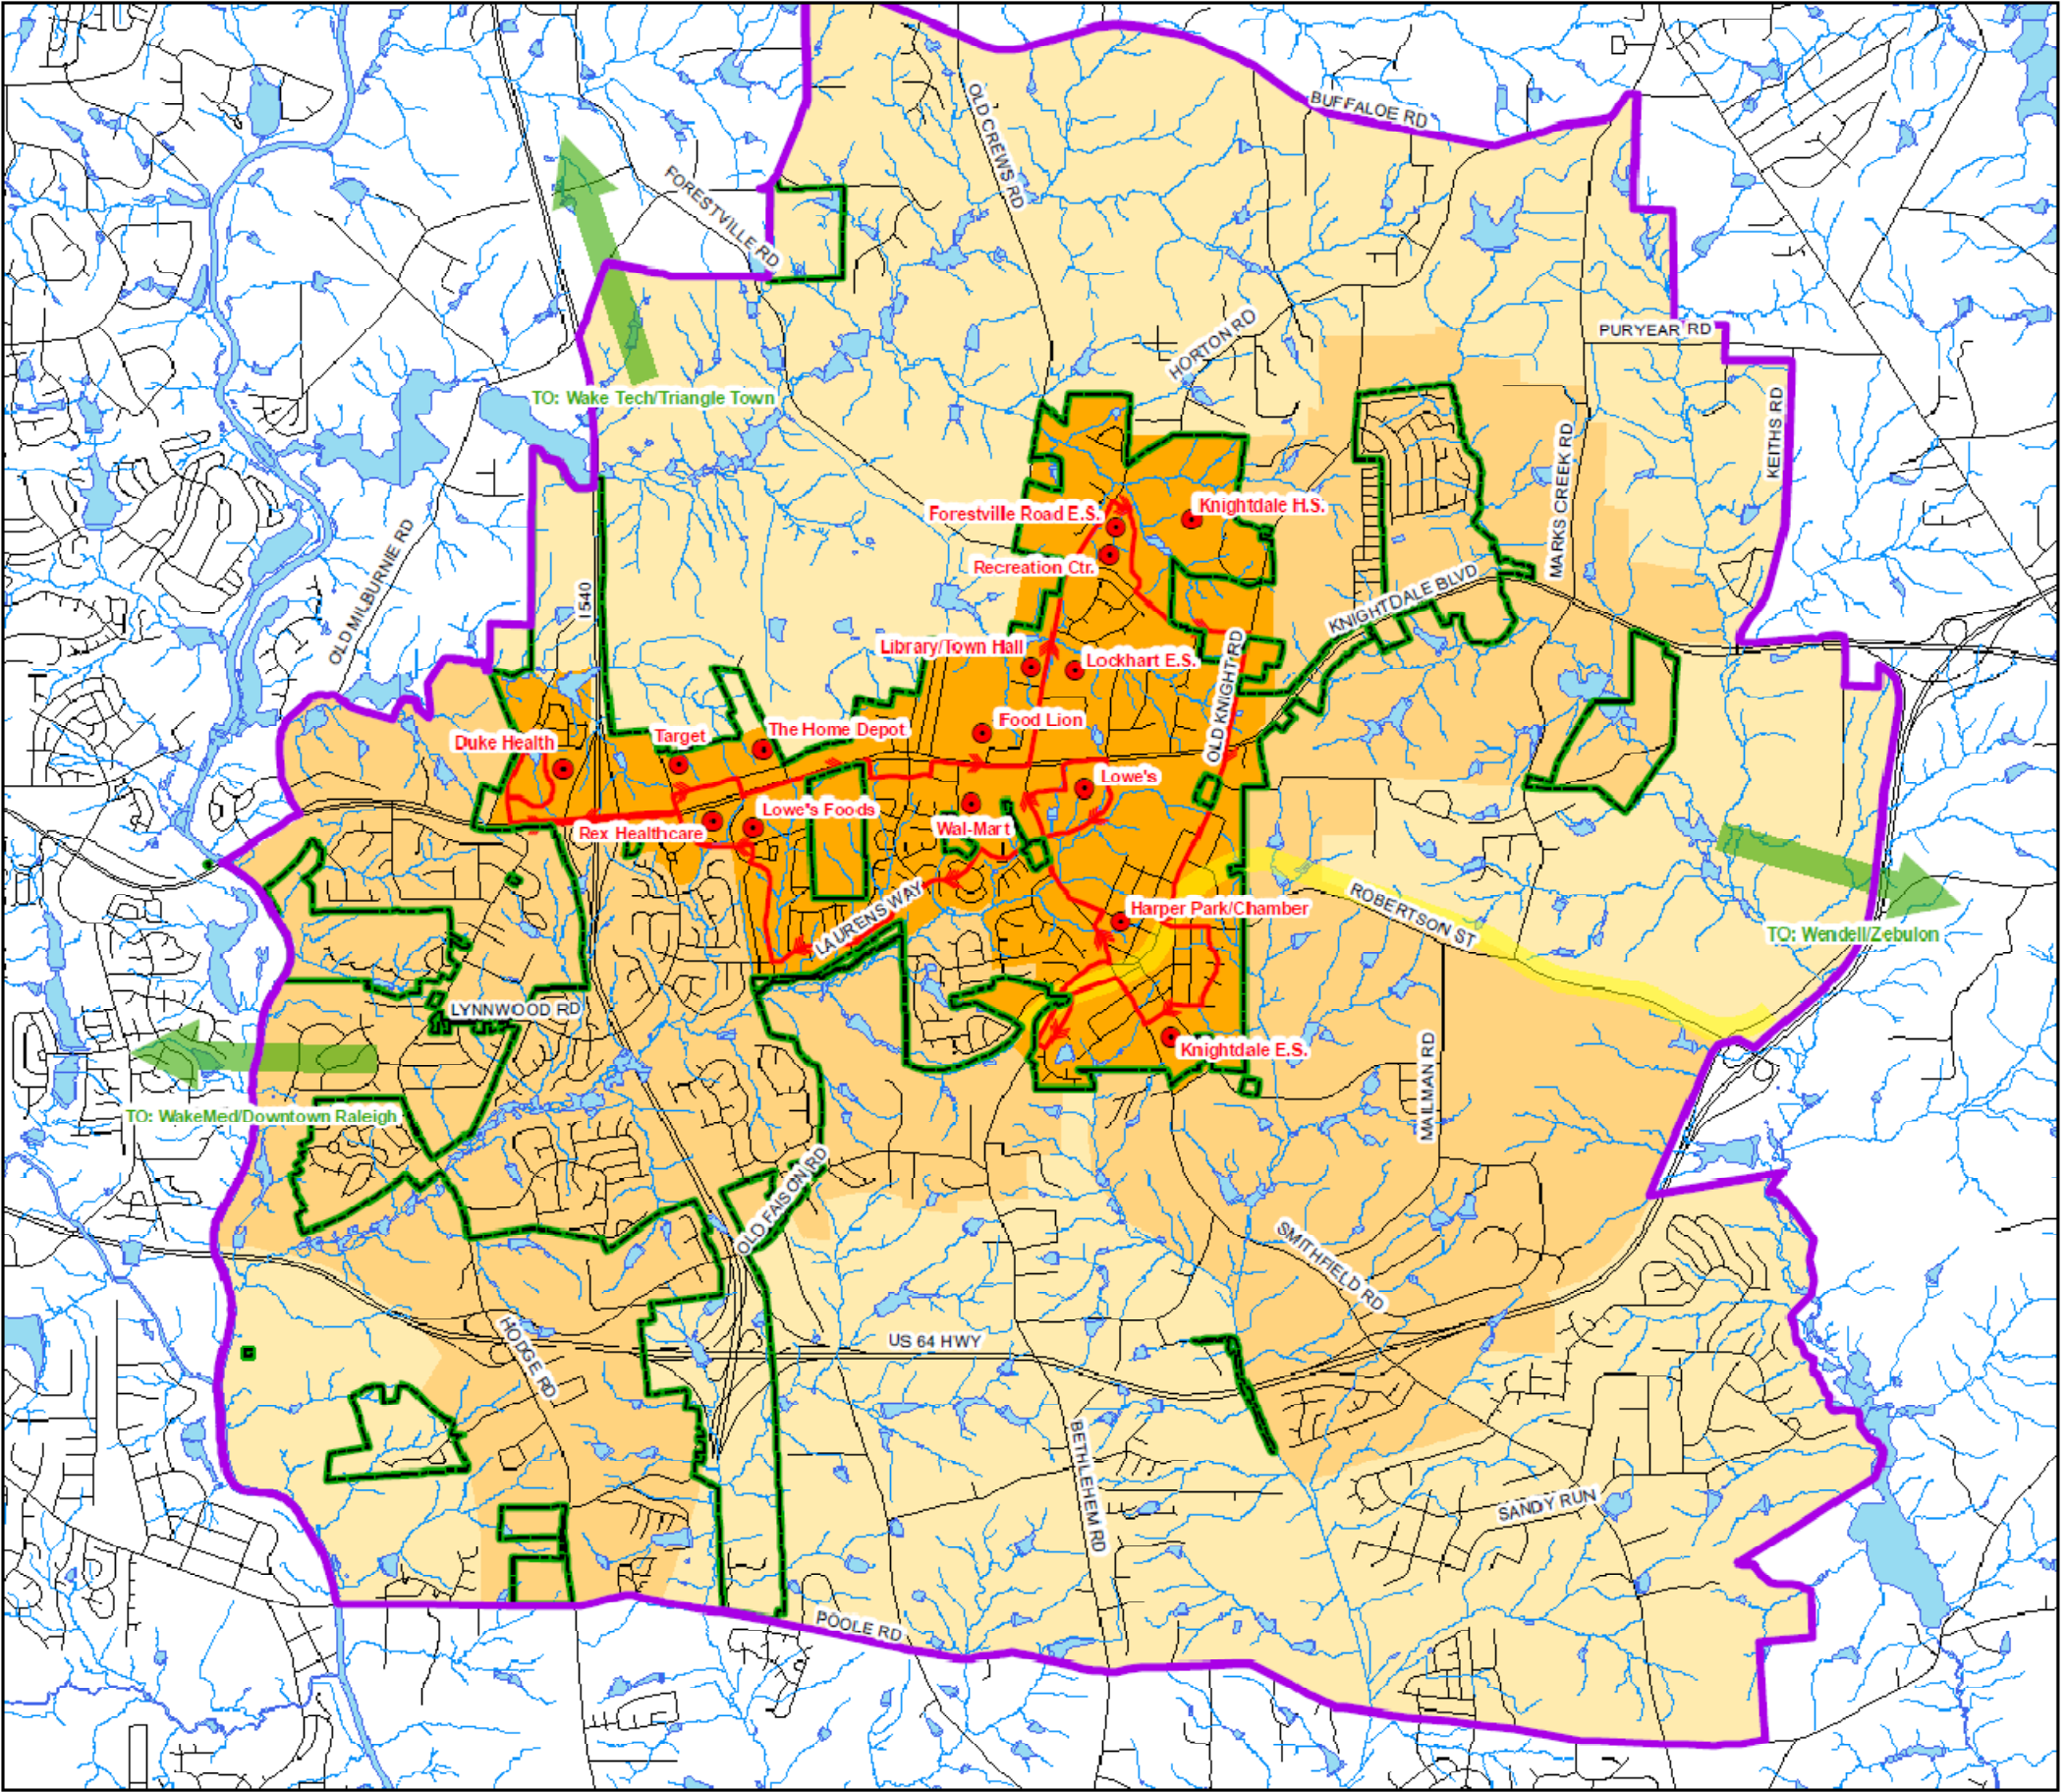 BUFFALOE RD
OLD CREWS RD
FORESTVILLE RD
HORTON RD
PURYEAR RD
TO: Wake Tech/Triangle Town
KEITHS RD
MARKS CREEK RD
Knightdale H.S.
Forestville Road E.S.
Recreation Ctr.
OLD MILBURNIE RD
I 540
KNIGHTDALE BLVD
Library/Town Hall
Lockhart E.S.
OLD KNIGHT RD
Food Lion
The Home Depot
Target
Duke Health
Lowe's
Lowe's Foods
Rex Healthcare
Wal-Mart
LAURENS WAY
Harper Park/Chamber
ROBERTSON ST
TO: Wendell/Zebulon
LYNNWOOD RD
Knightdale E.S.
MAILMAN RD
TO: WakeMed/Downtown Raleigh
OLD FAISON RD
SMITHFIELD RD
US 64 HWY
HODGE RD
BETHLEHEM RD
SANDY RUN
POOLE RD